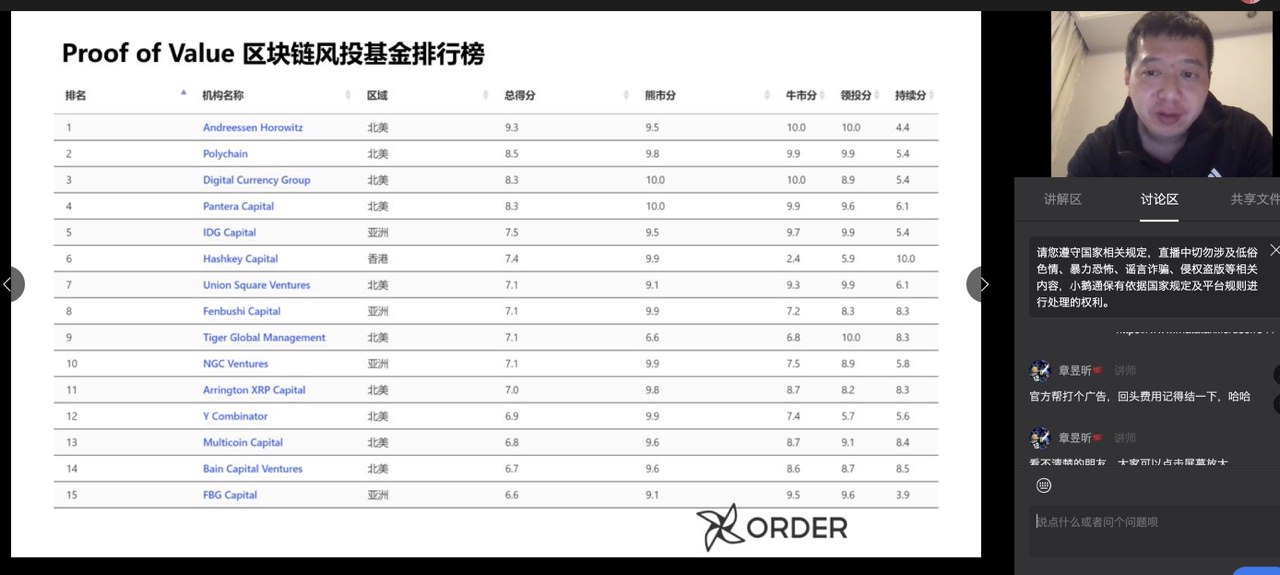 Proof of Value 区块链风投基金排行榜
排名 机构名称 区域 总得分 熊市分 牛市分 领投分 持续分
1 Andreessen Horowitz 北美 9.3 9.5 10.0 10.0 4.4
2 Polychain 北美 8.5 9.8 9.9 9.9 5.4
3 Digital Currency Group 北美 8.3 10.0 10.0 8.9 5.4
4 Pantera Capital 北美 8.3 10.0 9.9 9.6 6.1
5 IDG Capital 亚洲 7.5 9.5 9.7 9.9 5.4
6 Hashkey Capital 香港 7.4 9.9 2.4 5.9 10.0
7 Union Square Ventures 北美 7.1 9.1 9.3 9.9 6.1
8 Fenbushi Capital 亚洲 7.1 9.9 7.2 8.3 8.3
9 Tiger Global Management 北美 7.1 6.6 6.8 10.0 8.3
10 NGC Ventures 亚洲 7.1 9.9 7.5 8.9 5.8
11 Arrington XRP Capital 北美 7.0 9.8 8.7 8.2 8.3
12 Y Combinator 北美 6.9 9.9 7.4 5.7 5.6
13 Multicoin Capital 北美 6.8 9.6 8.7 9.1 8.4
14 Bain Capital Ventures 北美 6.7 9.6 8.6 8.7 8.5
15 FBG Capital 亚洲 6.6 9.1 9.5 9.6 3.9
ORDER
讲解区 讨论区 共享文件
请您遵守国家相关规定，直播中切勿涉及低俗
色情、暴力恐怖、谣言诈骗、侵权盗版等相关
内容，小鹅通保有依据国家规定及平台规则进
行处理的权利。
章昱昕 讲师
官方帮打个广告，回头费用记得结一下，哈哈
章昱昕 讲师
看不清楚的朋友，大家可以点击屏幕放大
说点什么或者问个问题呗